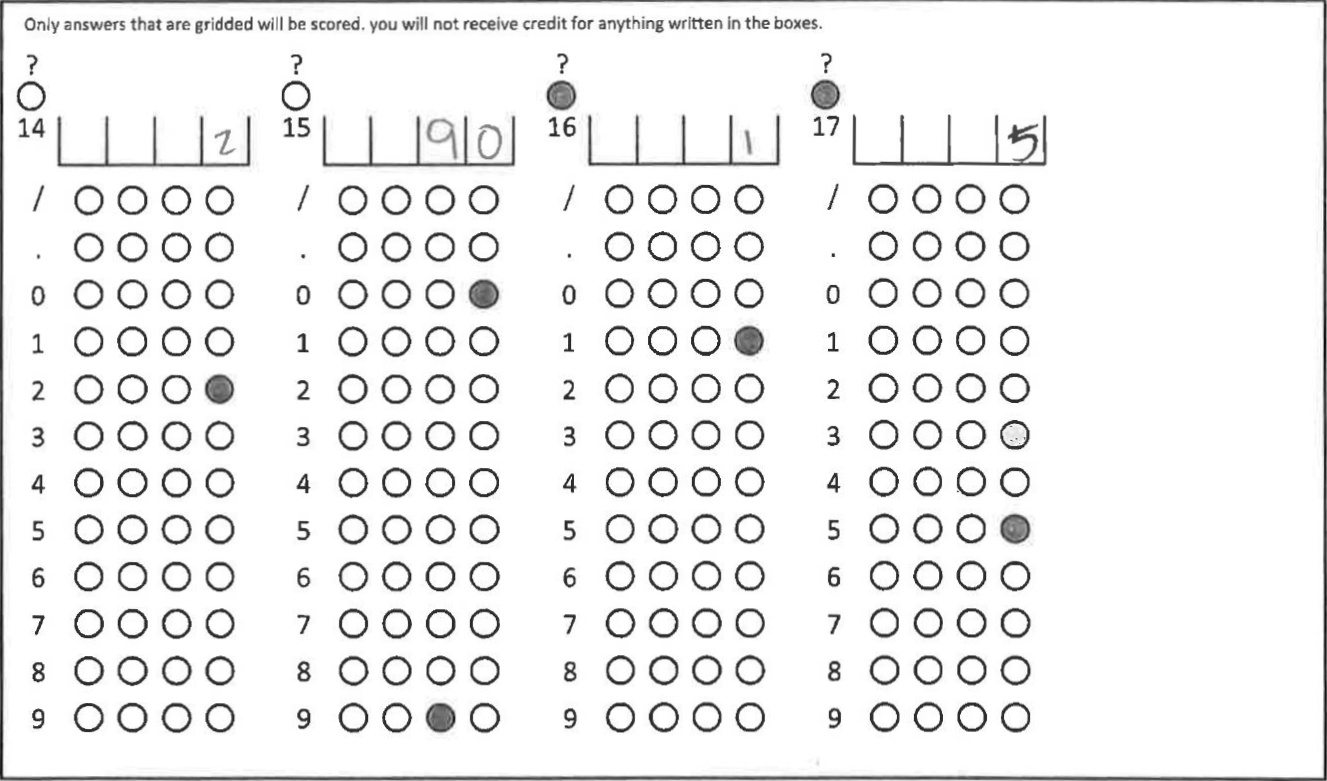 Only answers that are gridded will be scored. you will not receive credit for anything written in the boxes.
? ? ? ?
14 2 15 90 16 1 17 5
/ / / /
. . . .
0 0 0 0
1 1 1 1
2 2 2 2
3 3 3 3
4 4 4 4
5 5 5 5
6 6 6 6
7 7 7 7
8 8 8 8
9 9 9 9